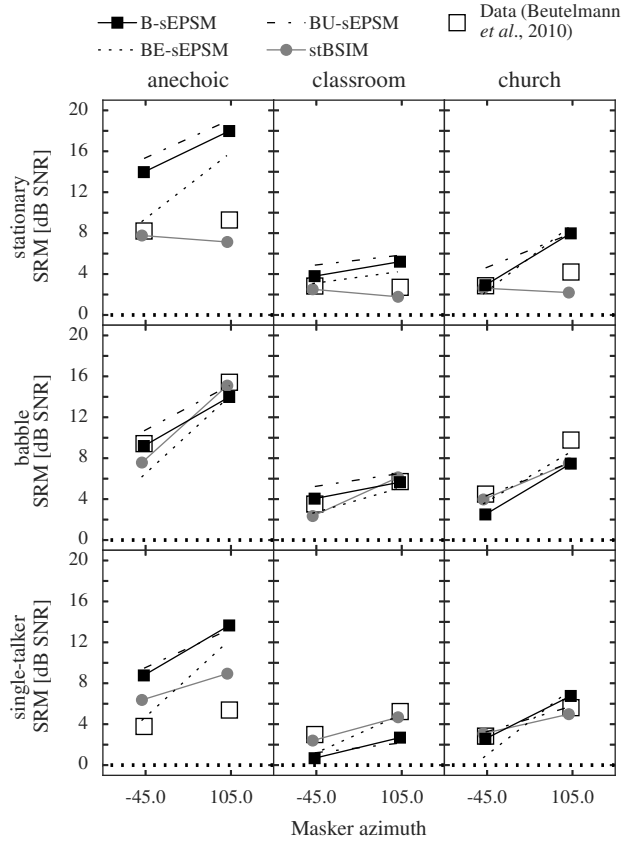 B-sEPSM
BU-sEPSM
Data (Beutelmann
et al., 2010)
BE-sEPSM
stBSIM
anechoic
classroom
church
stationary
SRM [dB SNR]
20
16
12
8
4
0
babble
SRM [dB SNR]
20
16
12
8
4
0
single-talker
SRM [dB SNR]
20
16
12
8
4
0
-45.0 105.0 -45.0 105.0 -45.0 105.0
Masker azimuth